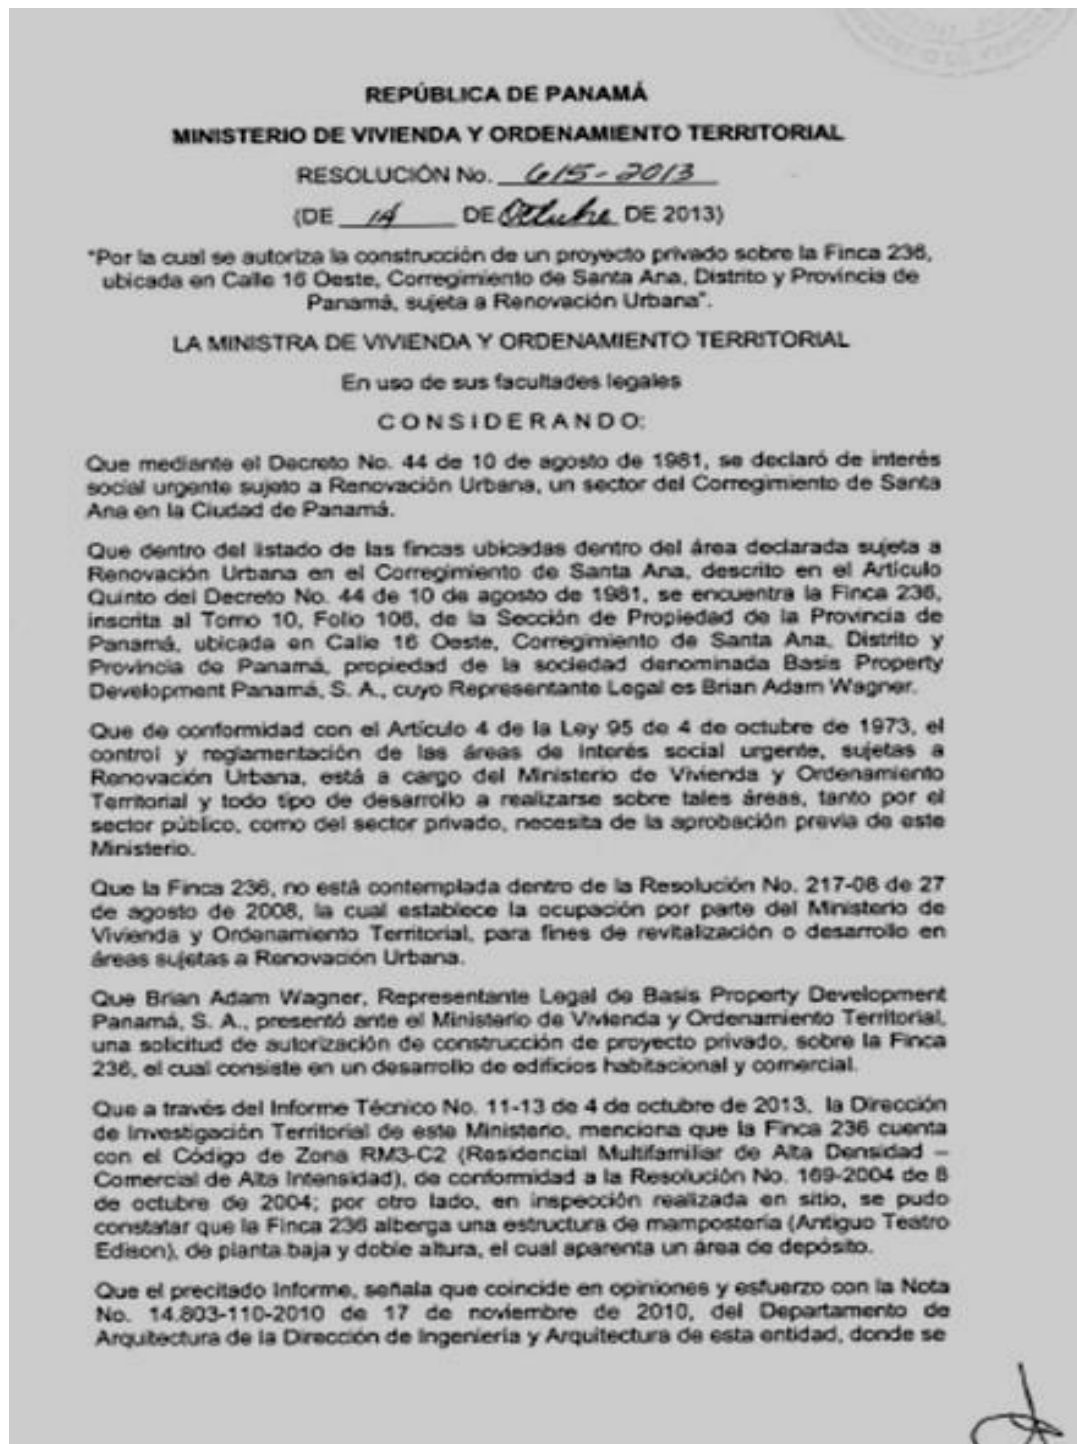 REPÚBLICA DE PANAMÁ
MINISTERIO DE VIVIENDA Y ORDENAMIENTO TERRITORIAL
RESOLUCIÓN No. 615-2013
(DE 14 DE Octubre DE 2013)
"Por la cual se autoriza la construcción de un proyecto privado sobre la Finca 236,
ubicada en Calle 16 Oeste, Corregimiento de Santa Ana, Distrito y Provincia de
Panamá, sujeta a Renovación Urbana".
LA MINISTRA DE VIVIENDA Y ORDENAMIENTO TERRITORIAL
En uso de sus facultades legales
CONSIDERANDO:
Que mediante el Decreto No. 44 de 10 de agosto de 1981, se declaró de interés
social urgente sujeto a Renovación Urbana, un sector del Corregimiento de Santa
Ana en la Ciudad de Panamá.
Que dentro del listado de las fincas ubicadas dentro del área declarada sujeta a
Renovación Urbana en el Corregimiento de Santa Ana, descrito en el Artículo
Quinto del Decreto No. 44 de 10 de agosto de 1981, se encuentra la Finca 236,
inscrita al Tomo 10, Folio 106, de la Sección de Propiedad de la Provincia de
Panamá, ubicada en Calle 16 Oeste, Corregimiento de Santa Ana, Distrito y
Provincia de Panamá, propiedad de la sociedad denominada Basis Property
Development Panamá, S. A., cuyo Representante Legal es Brian Adam Wagner.
Que de conformidad con el Artículo 4 de la Ley 95 de 4 de octubre de 1973, el
control y reglamentación de las áreas de interés social urgente, sujetas a
Renovación Urbana, está a cargo del Ministerio de Vivienda y Ordenamiento
Territorial y todo tipo de desarrollo a realizarse sobre tales áreas, tanto por el
sector público, como del sector privado, necesita de la aprobación previa de este
Ministerio.
Que la Finca 236, no está contemplada dentro de la Resolución No. 217-08 de 27
de agosto de 2008, la cual establece la ocupación por parte del Ministerio de
Vivienda y Ordenamiento Territorial, para fines de revitalización o desarrollo en
áreas sujetas a Renovación Urbana.
Que Brian Adam Wagner, Representante Legal de Basis Property Development
Panamá, S. A., presentó ante el Ministerio de Vivienda y Ordenamiento Territorial,
una solicitud de autorización de construcción de proyecto privado, sobre la Finca
236, el cual consiste en un desarrollo de edificios habitacional y comercial.
Que a través del Informe Técnico No. 11-13 de 4 de octubre de 2013, la Dirección
de Investigación Territorial de este Ministerio, menciona que la Finca 236 cuenta
con el Código de Zona RM3-C2 (Residencial Multifamiliar de Alta Densidad –
Comercial de Alta Intensidad), de conformidad a la Resolución No. 169-2004 de 8
de octubre de 2004; por otro lado, en inspección realizada en sitio, se pudo
constatar que la Finca 236 alberga una estructura de mampostería (Antiguo Teatro
Edison), de planta baja y doble altura, el cual aparenta un área de depósito.
Que el precitado Informe, señala que coincide en opiniones y esfuerzo con la Nota
No. 14.803-110-2010 de 17 de noviembre de 2010, del Departamento de
Arquitectura de la Dirección de Ingeniería y Arquitectura de esta entidad, donde se